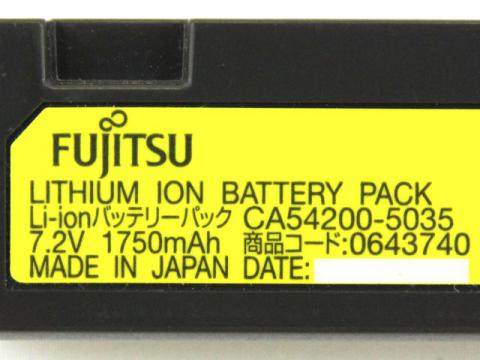 FUJITSU
LITHIUM ION BATTERY PACK
Li-ionバッテリーパック CA54200-5035
7.2V 1750mAh 商品コード:0643740
MADE IN JAPAN DATE: